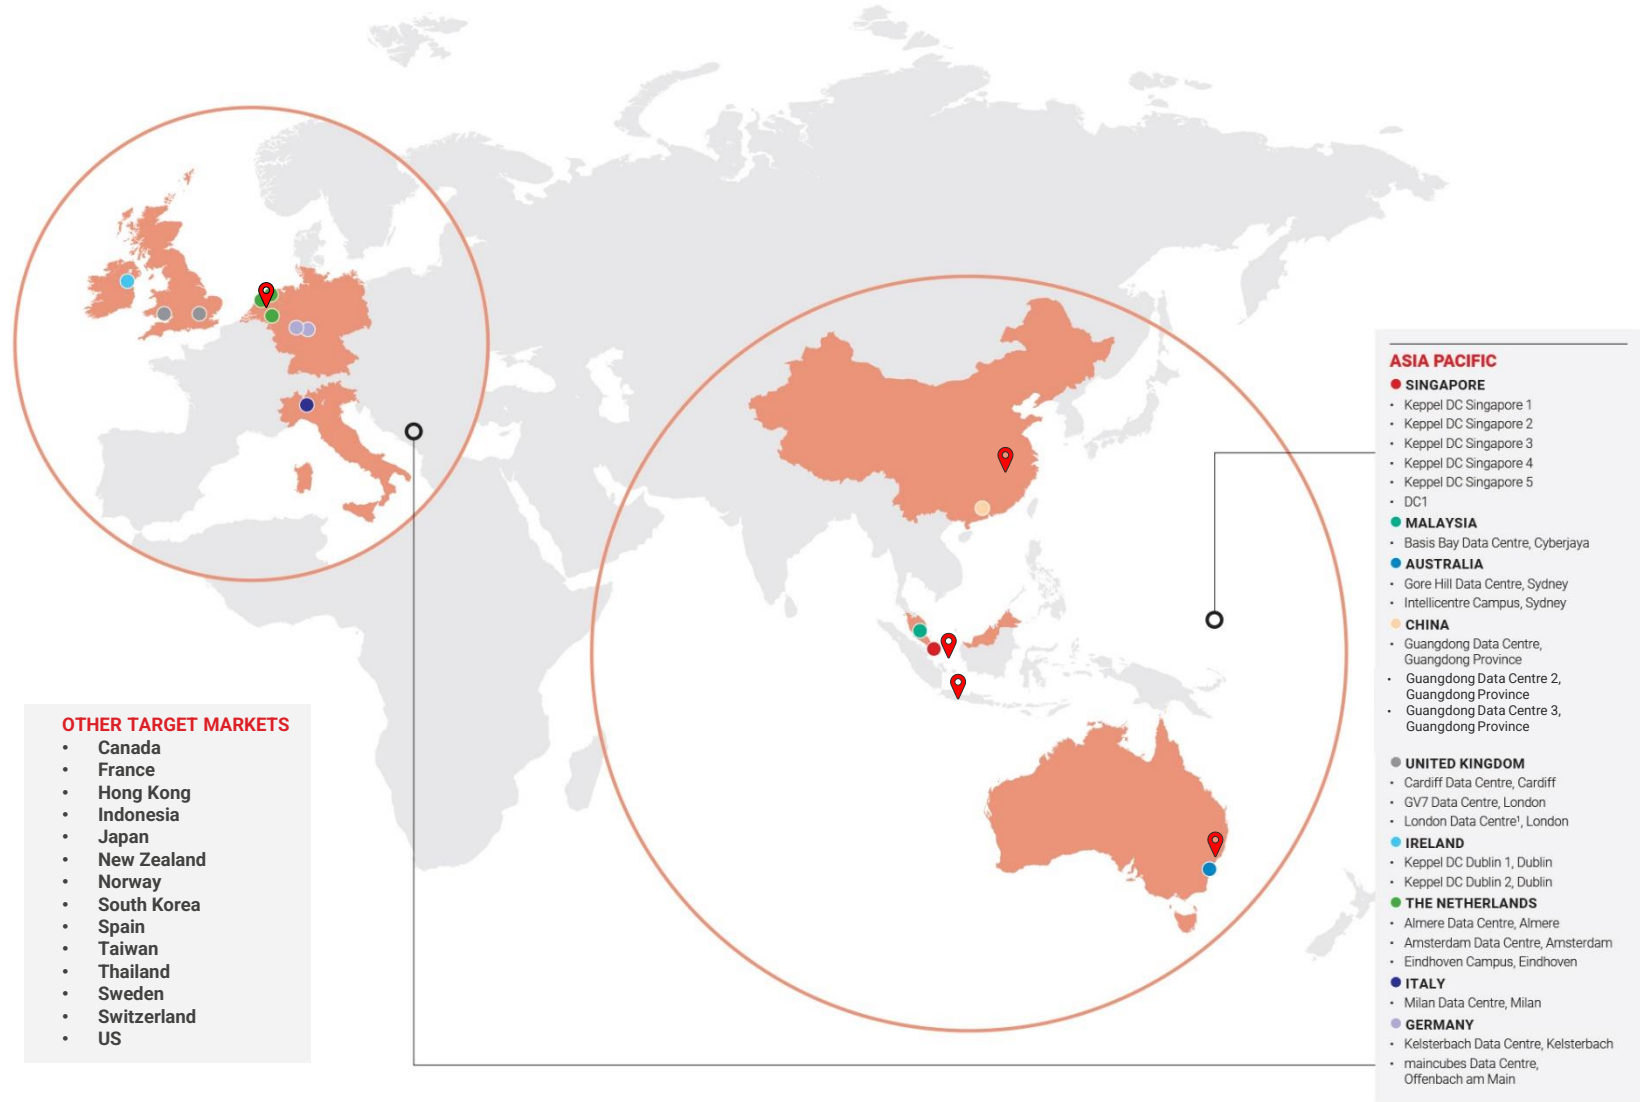 OTHER TARGET MARKETS
• Canada
• France
• Hong Kong
• Indonesia
• Japan
• New Zealand
• Norway
• South Korea
• Spain
• Taiwan
• Thailand
• Sweden
• Switzerland
• US
ASIA PACIFIC
SINGAPORE
• Keppel DC Singapore 1
• Keppel DC Singapore 2
• Keppel DC Singapore 3
• Keppel DC Singapore 4
• Keppel DC Singapore 5
• DC1
MALAYSIA
• Basis Bay Data Centre, Cyberjaya
AUSTRALIA
• Gore Hill Data Centre, Sydney
• Intellicentre Campus, Sydney
CHINA
• Guangdong Data Centre,
Guangdong Province
• Guangdong Data Centre 2,
Guangdong Province
• Guangdong Data Centre 3,
Guangdong Province
UNITED KINGDOM
• Cardiff Data Centre, Cardiff
• GV7 Data Centre, London
• London Data Centre¹, London
IRELAND
• Keppel DC Dublin 1, Dublin
• Keppel DC Dublin 2, Dublin
THE NETHERLANDS
• Almere Data Centre, Almere
• Amsterdam Data Centre, Amsterdam
• Eindhoven Campus, Eindhoven
ITALY
• Milan Data Centre, Milan
GERMANY
• Kelsterbach Data Centre, Kelsterbach
• maincubes Data Centre,
Offenbach am Main